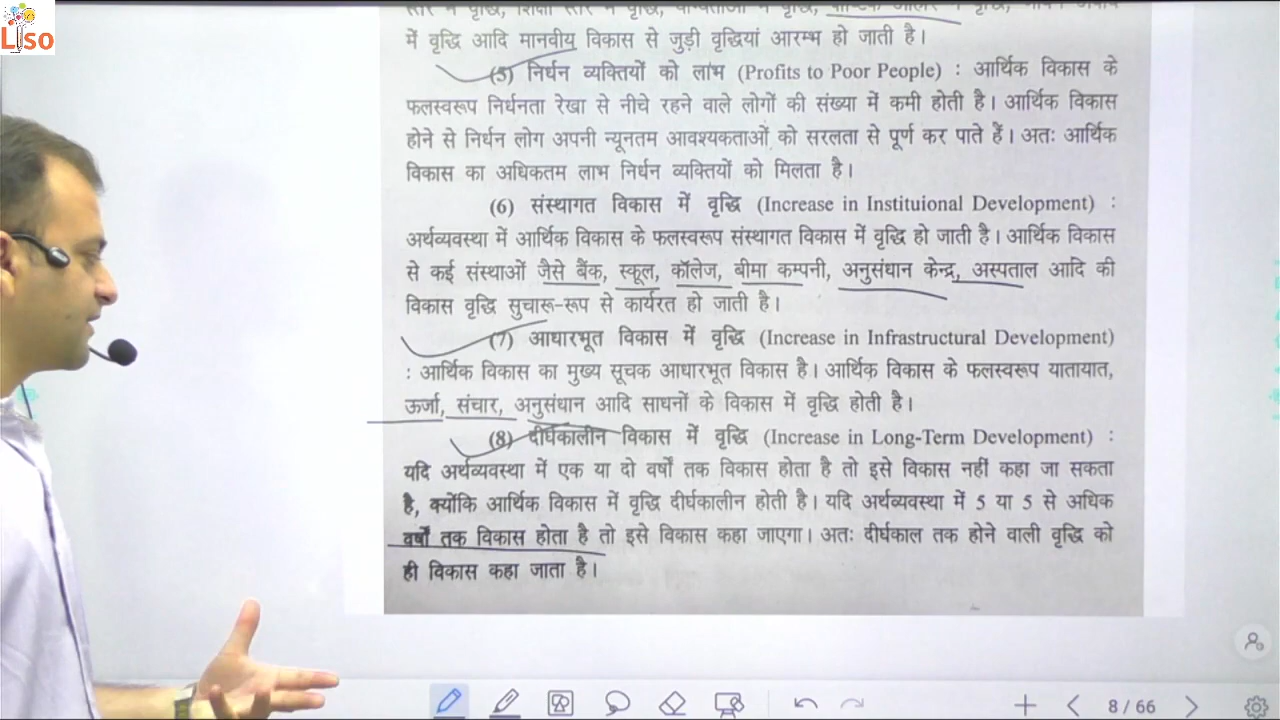 Liso
में वृद्धि आदि मानवीय विकास से जुड़ी वृद्धियां आरम्भ हो जाती है।
(5) निर्धन व्यक्तियों को लाभ (Profits to Poor People) : आर्थिक विकास के
फलस्वरूप निर्धनता रेखा से नीचे रहने वाले लोगों की संख्या में कमी होती है। आर्थिक विकास
होने से निर्धन लोग अपनी न्यूनतम आवश्यकताओं को सरलता से पूर्ण कर पाते हैं। अतः आर्थिक
विकास का अधिकतम लाभ निर्धन व्यक्तियों को मिलता है।
(6) संस्थागत विकास में वृद्धि (Increase in Instituional Development) :
अर्थव्यवस्था में आर्थिक विकास के फलस्वरूप संस्थागत विकास में वृद्धि हो जाती है। आर्थिक विकास
से कई संस्थाओं जैसे बैंक, स्कूल, कॉलेज, बीमा कम्पनी, अनुसंधान केन्द्र, अस्पताल आदि की
विकास वृद्धि सुचारू-रूप से कार्यरत हो जाती है।
(7) आधारभूत विकास में वृद्धि (Increase in Infrastructural Development)
: आर्थिक विकास का मुख्य सूचक आधारभूत विकास है। आर्थिक विकास के फलस्वरूप यातायात,
ऊर्जा, संचार, अनुसंधान आदि साधनों के विकास में वृद्धि होती है।
(8) दीर्घकालीन विकास में वृद्धि (Increase in Long-Term Development) :
यदि अर्थव्यवस्था में एक या दो वर्षों तक विकास होता है तो इसे विकास नहीं कहा जा सकता
है, क्योंकि आर्थिक विकास में वृद्धि दीर्घकालीन होती है। यदि अर्थव्यवस्था में 5 या 5 से अधिक
वर्षों तक विकास होता है तो इसे विकास कहा जाएगा। अतः दीर्घकाल तक होने वाली वृद्धि को
ही विकास कहा जाता है।
8 / 66